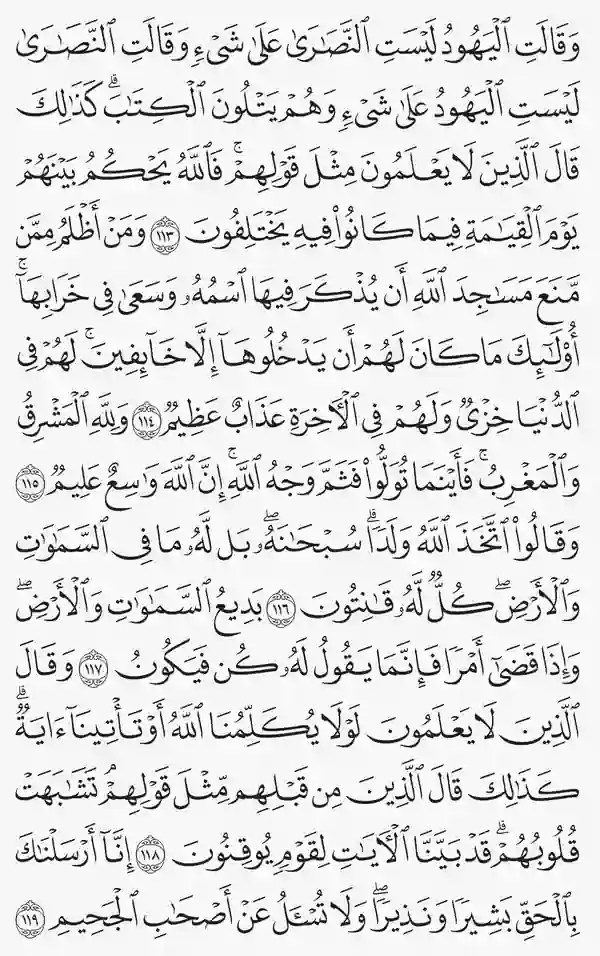 وَقَالَتِ ٱلۡيَهُودُ لَيۡسَتِ ٱلنَّصَٰرَىٰ عَلَىٰ شَيۡءٖ وَقَالَتِ ٱلنَّصَٰرَىٰ
لَيۡسَتِ ٱلۡيَهُودُ عَلَىٰ شَيۡءٖ وَهُمۡ يَتۡلُونَ ٱلۡكِتَٰبَۗ كَذَٰلِكَ
قَالَ ٱلَّذِينَ لَا يَعۡلَمُونَ مِثۡلَ قَوۡلِهِمۡۚ فَٱللَّهُ يَحۡكُمُ بَيۡنَهُمۡ
يَوۡمَ ٱلۡقِيَٰمَةِ فِيمَا كَانُواْ فِيهِ يَخۡتَلِفُونَ ١١٣ وَمَنۡ أَظۡلَمُ مِمَّن
مَّنَعَ مَسَٰجِدَ ٱللَّهِ أَن يُذۡكَرَ فِيهَا ٱسۡمُهُۥ وَسَعَىٰ فِي خَرَابِهَآۚ
أُوْلَٰٓئِكَ مَا كَانَ لَهُمۡ أَن يَدۡخُلُوهَآ إِلَّا خَآئِفِينَۚ لَهُمۡ فِي
ٱلدُّنۡيَا خِزۡيٞ وَلَهُمۡ فِي ٱلۡأٓخِرَةِ عَذَابٌ عَظِيمٞ ١١٤ وَلِلَّهِ ٱلۡمَشۡرِقُ
وَٱلۡمَغۡرِبُۚ فَأَيۡنَمَا تُوَلُّواْ فَثَمَّ وَجۡهُ ٱللَّهِۚ إِنَّ ٱللَّهَ وَٰسِعٌ عَلِيمٞ ١١٥
وَقَالُواْ ٱتَّخَذَ ٱللَّهُ وَلَدٗاۗ سُبۡحَٰنَهُۥۖ بَل لَّهُۥ مَا فِي ٱلسَّمَٰوَٰتِ
وَٱلۡأَرۡضِۖ كُلّٞ لَّهُۥ قَٰنِتُونَ ١١٦ بَدِيعُ ٱلسَّمَٰوَٰتِ وَٱلۡأَرۡضِۖ
وَإِذَا قَضَىٰٓ أَمۡرٗا فَإِنَّمَا يَقُولُ لَهُۥ كُن فَيَكُونُ ١١٧ وَقَالَ
ٱلَّذِينَ لَا يَعۡلَمُونَ لَوۡلَا يُكَلِّمُنَا ٱللَّهُ أَوۡ تَأۡتِينَآ ءَايَةٞۗ
كَذَٰلِكَ قَالَ ٱلَّذِينَ مِن قَبۡلِهِم مِّثۡلَ قَوۡلِهِمۡۘ تَشَٰبَهَتۡ
قُلُوبُهُمۡۗ قَدۡ بَيَّنَّا ٱلۡأٓيَٰتِ لِقَوۡمٖ يُوقِنُونَ ١١٨ إِنَّآ أَرۡسَلۡنَٰكَ
بِٱلۡحَقِّ بَشِيرٗا وَنَذِيرٗاۖ وَلَا تُسۡـَٔلُ عَنۡ أَصۡحَٰبِ ٱلۡجَحِيمِ ١١٩